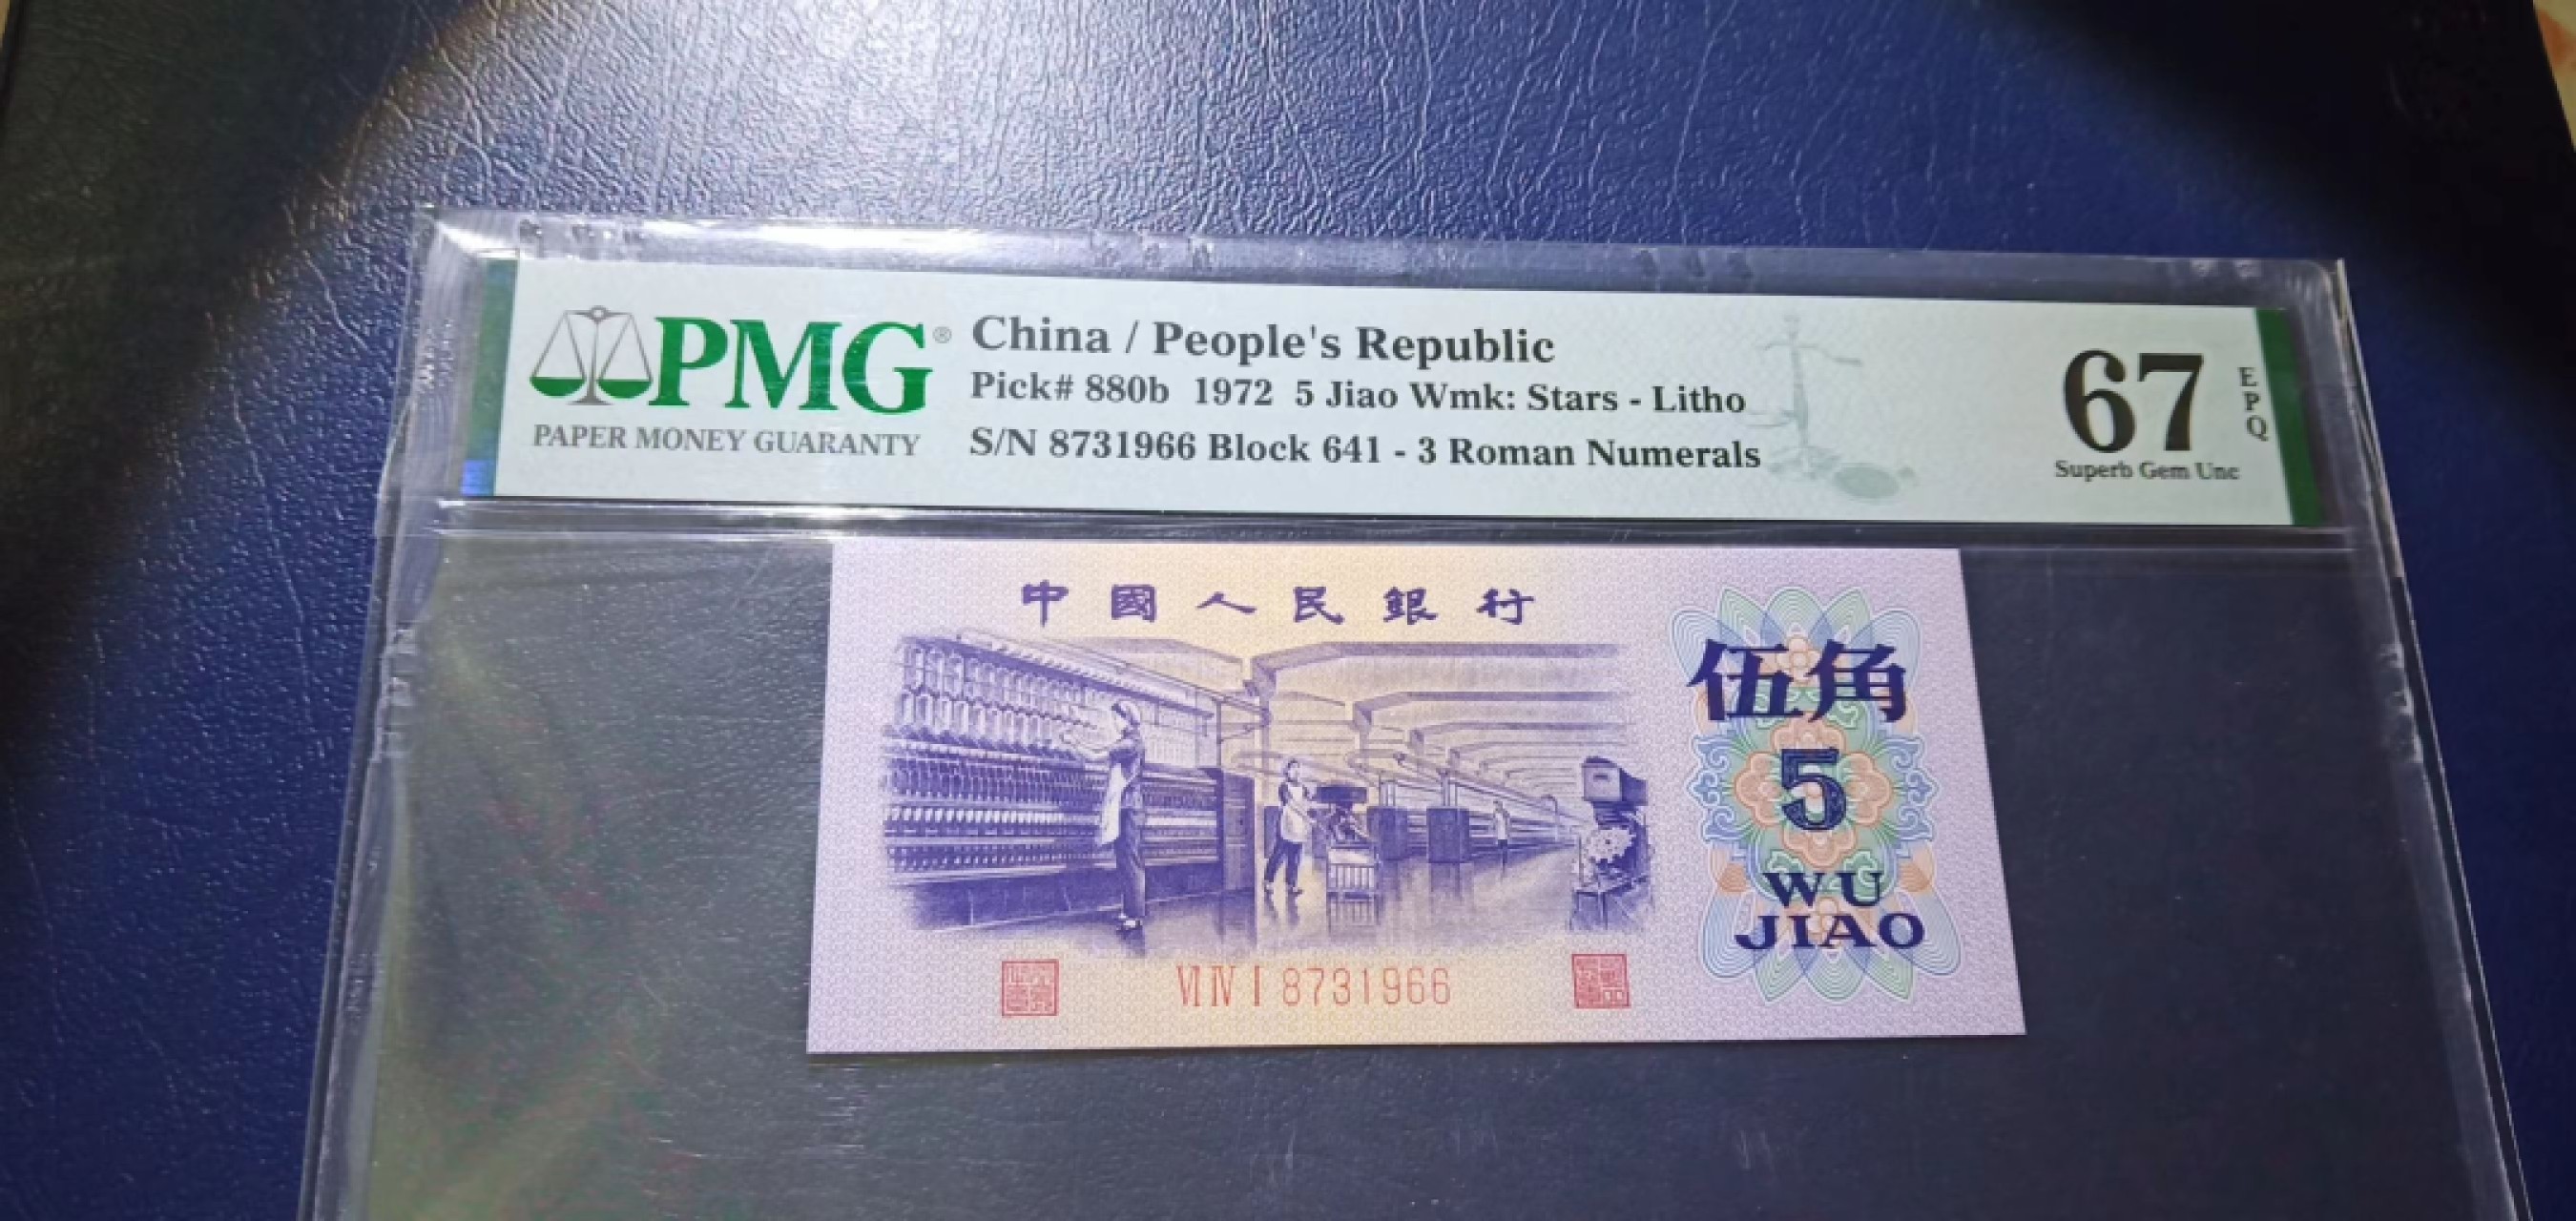 PMG®
PAPER MONEY GUARANTY
China / People's Republic
Pick# 880b 1972 5 Jiao Wmk: Stars - Litho
S/N 8731966 Block 641 - 3 Roman Numerals
67
EPQ
Superb Gem Unc
中國人民銀行
伍角
5
WU
JIAO
VI IV I 8731966